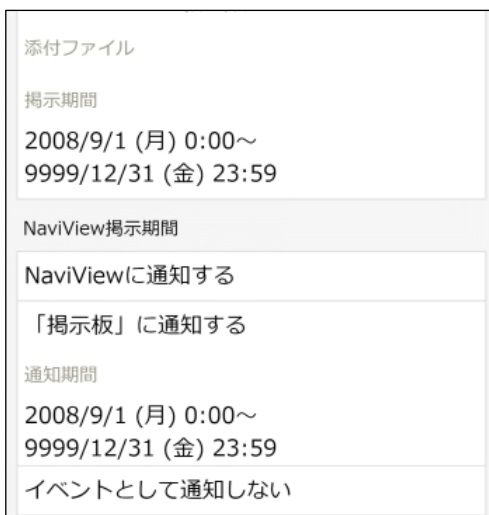 添付ファイル
掲示期間
2008/9/1 (月) 0:00～
9999/12/31 (金) 23:59
NaviView掲示期間
NaviViewに通知する
「掲示板」に通知する
通知期間
2008/9/1 (月) 0:00～
9999/12/31 (金) 23:59
イベントとして通知しない